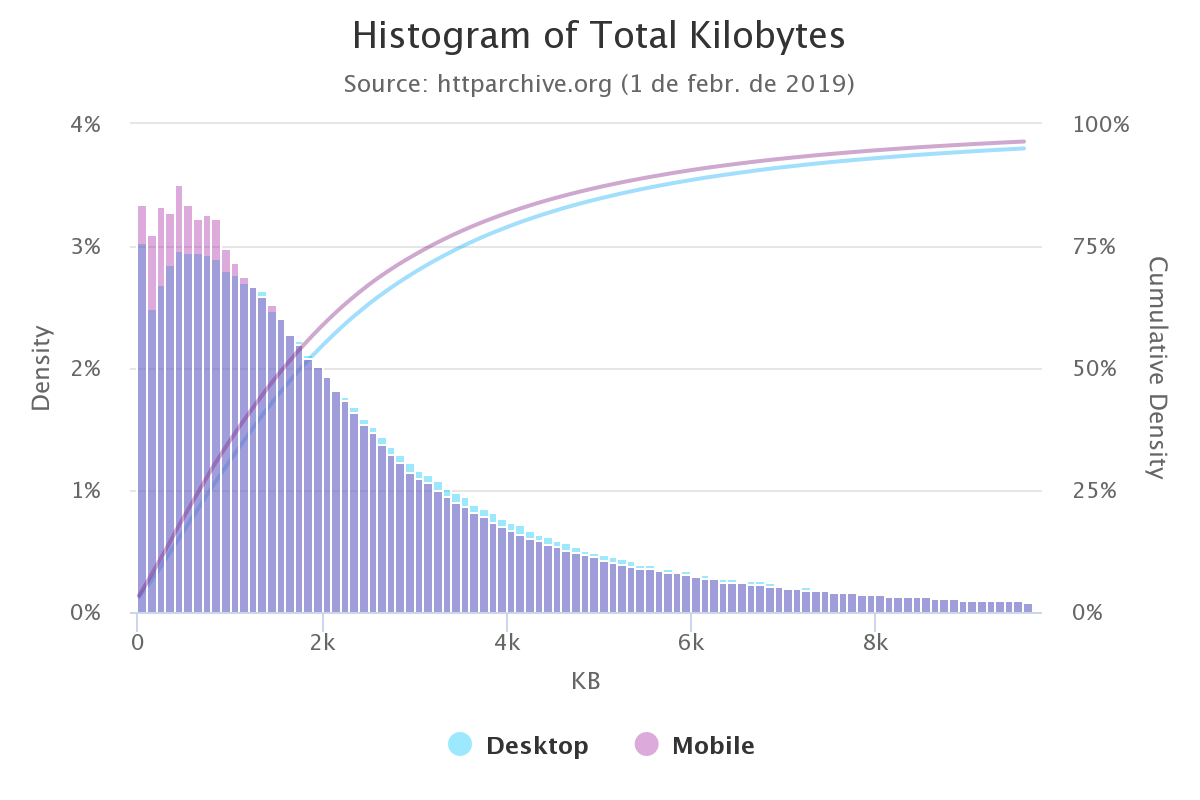 Histogram of Total Kilobytes
Source: httparchive.org (1 de febr. de 2019)
4%
3%
2%
1%
0%
Density
100%
75%
50%
25%
0%
Cumulative Density
0
2k
4k
6k
8k
KB
Desktop
Mobile